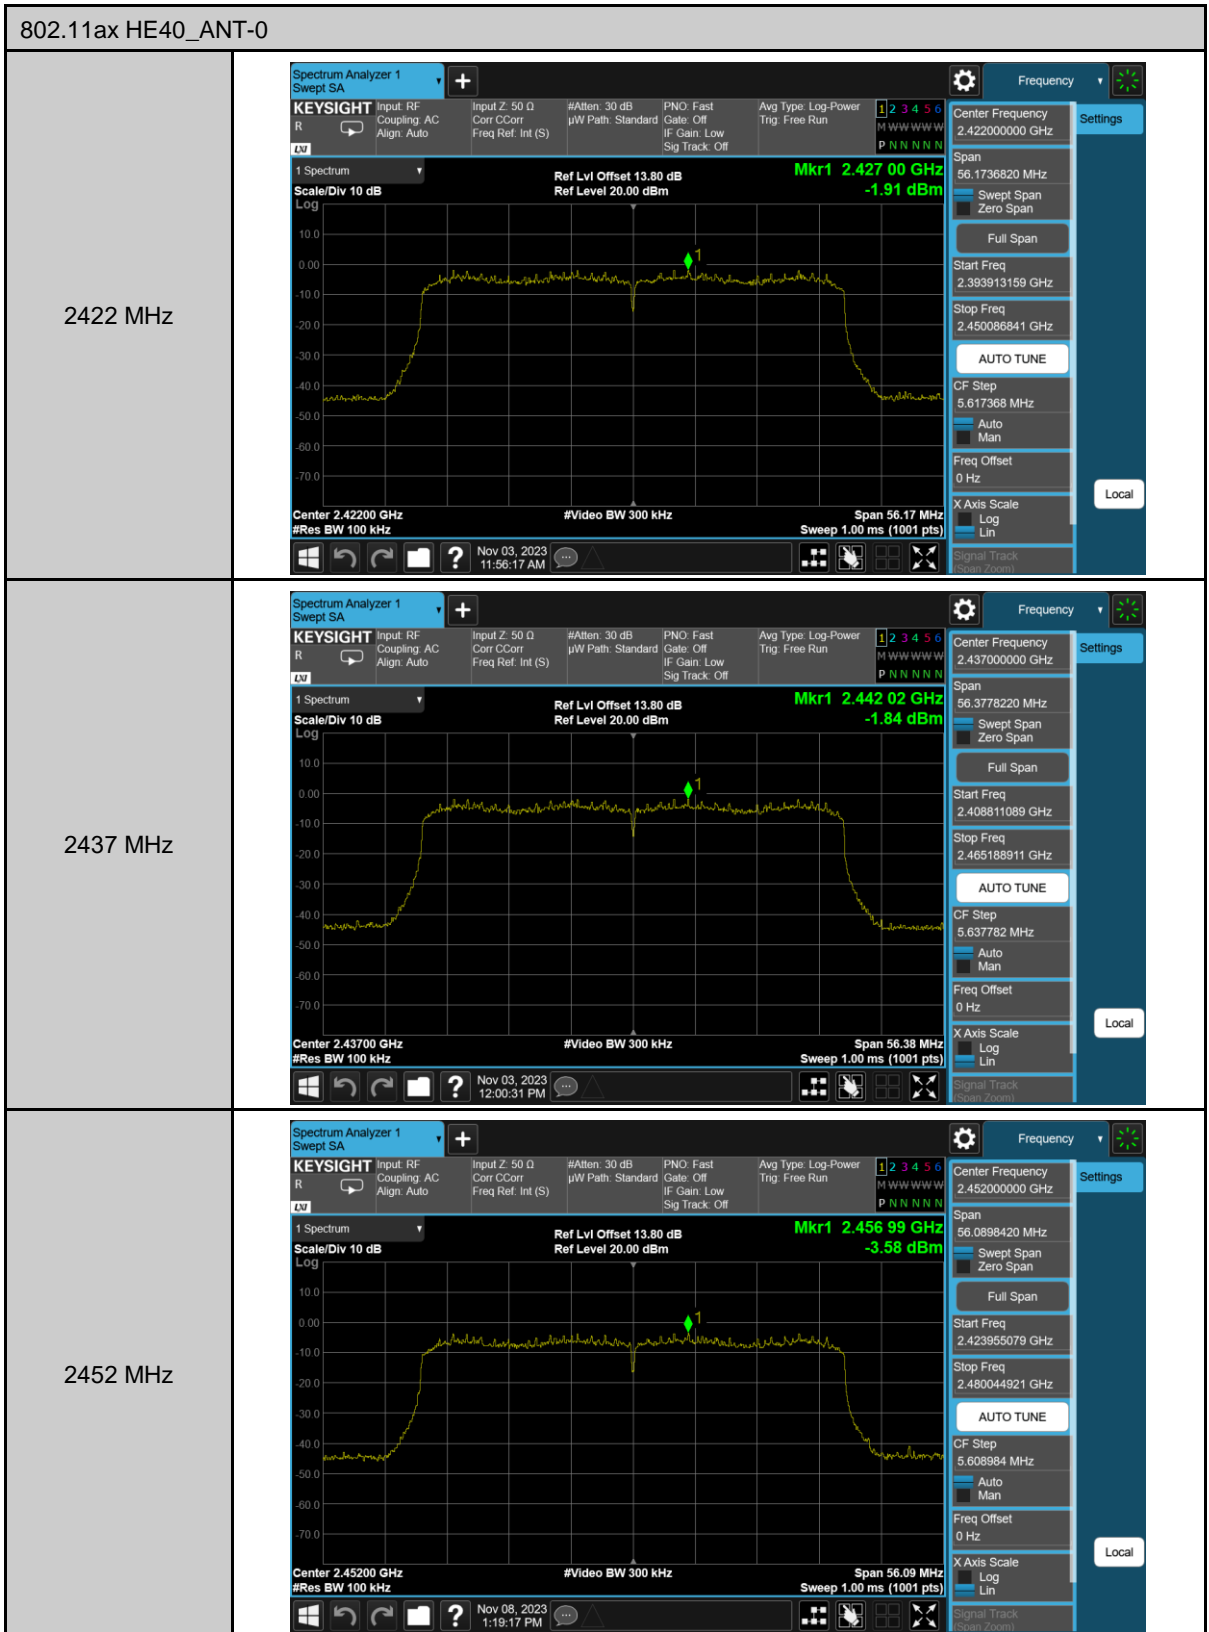 802.11ax HE40_ANT-0
2422 MHz
Spectrum Analyzer 1
Swept SA
+
Frequency
KEYSIGHT
R
LXI
Input: RF
Coupling: AC
Align: Auto
Input Z: 50 Ω
Corr CCorr
Freq Ref: Int (S)
#Atten: 30 dB
µW Path: Standard
PNO: Fast
Gate: Off
IF Gain: Low
Sig Track: Off
Avg Type: Log-Power
Trig: Free Run
1 2 3 4 5 6
M W W W W W
P N N N N N
1 Spectrum
Scale/Div 10 dB
Log
Ref Lvl Offset 13.80 dB
Ref Level 20.00 dBm
Mkr1 2.427 00 GHz
-1.91 dBm
1
10.0
0.00
-10.0
-20.0
-30.0
-40.0
-50.0
-60.0
-70.0
Center 2.42200 GHz
#Res BW 100 kHz
#Video BW 300 kHz
Span 56.17 MHz
Sweep 1.00 ms (1001 pts)
?
Nov 03, 2023
11:56:17 AM
Center Frequency
2.422000000 GHz
Settings
Span
56.1736820 MHz
Swept Span
Zero Span
Full Span
Start Freq
2.393913159 GHz
Stop Freq
2.450086841 GHz
AUTO TUNE
CF Step
5.617368 MHz
Auto
Man
Freq Offset
0 Hz
X Axis Scale
Log
Lin
Local
Signal Track
(Span Zoom)
2437 MHz
Spectrum Analyzer 1
Swept SA
+
Frequency
KEYSIGHT
R
LXI
Input: RF
Coupling: AC
Align: Auto
Input Z: 50 Ω
Corr CCorr
Freq Ref: Int (S)
#Atten: 30 dB
µW Path: Standard
PNO: Fast
Gate: Off
IF Gain: Low
Sig Track: Off
Avg Type: Log-Power
Trig: Free Run
1 2 3 4 5 6
M W W W W W
P N N N N N
1 Spectrum
Scale/Div 10 dB
Log
Ref Lvl Offset 13.80 dB
Ref Level 20.00 dBm
Mkr1 2.442 02 GHz
-1.84 dBm
1
10.0
0.00
-10.0
-20.0
-30.0
-40.0
-50.0
-60.0
-70.0
Center 2.43700 GHz
#Res BW 100 kHz
#Video BW 300 kHz
Span 56.38 MHz
Sweep 1.00 ms (1001 pts)
?
Nov 03, 2023
12:00:31 PM
Center Frequency
2.437000000 GHz
Settings
Span
56.3778220 MHz
Swept Span
Zero Span
Full Span
Start Freq
2.408811089 GHz
Stop Freq
2.465188911 GHz
AUTO TUNE
CF Step
5.637782 MHz
Auto
Man
Freq Offset
0 Hz
X Axis Scale
Log
Lin
Local
Signal Track
(Span Zoom)
2452 MHz
Spectrum Analyzer 1
Swept SA
+
Frequency
KEYSIGHT
R
LXI
Input: RF
Coupling: AC
Align: Auto
Input Z: 50 Ω
Corr CCorr
Freq Ref: Int (S)
#Atten: 30 dB
µW Path: Standard
PNO: Fast
Gate: Off
IF Gain: Low
Sig Track: Off
Avg Type: Log-Power
Trig: Free Run
1 2 3 4 5 6
M W W W W W
P N N N N N
1 Spectrum
Scale/Div 10 dB
Log
Ref Lvl Offset 13.80 dB
Ref Level 20.00 dBm
Mkr1 2.456 99 GHz
-3.58 dBm
1
10.0
0.00
-10.0
-20.0
-30.0
-40.0
-50.0
-60.0
-70.0
Center 2.45200 GHz
#Res BW 100 kHz
#Video BW 300 kHz
Span 56.09 MHz
Sweep 1.00 ms (1001 pts)
?
Nov 08, 2023
1:19:17 PM
Center Frequency
2.452000000 GHz
Settings
Span
56.0898420 MHz
Swept Span
Zero Span
Full Span
Start Freq
2.423955079 GHz
Stop Freq
2.480044921 GHz
AUTO TUNE
CF Step
5.608984 MHz
Auto
Man
Freq Offset
0 Hz
X Axis Scale
Log
Lin
Local
Signal Track
(Span Zoom)